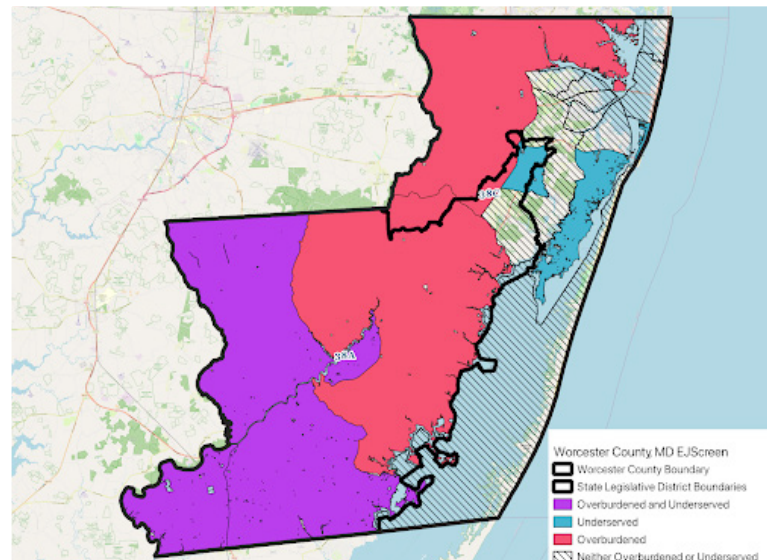 38C
38A
Worcester County, MD EJScreen
Worcester County Boundary
State Legislative District Boundaries
Overburdened and Underserved
Underserved
Overburdened
Neither Overburdened or Underserved